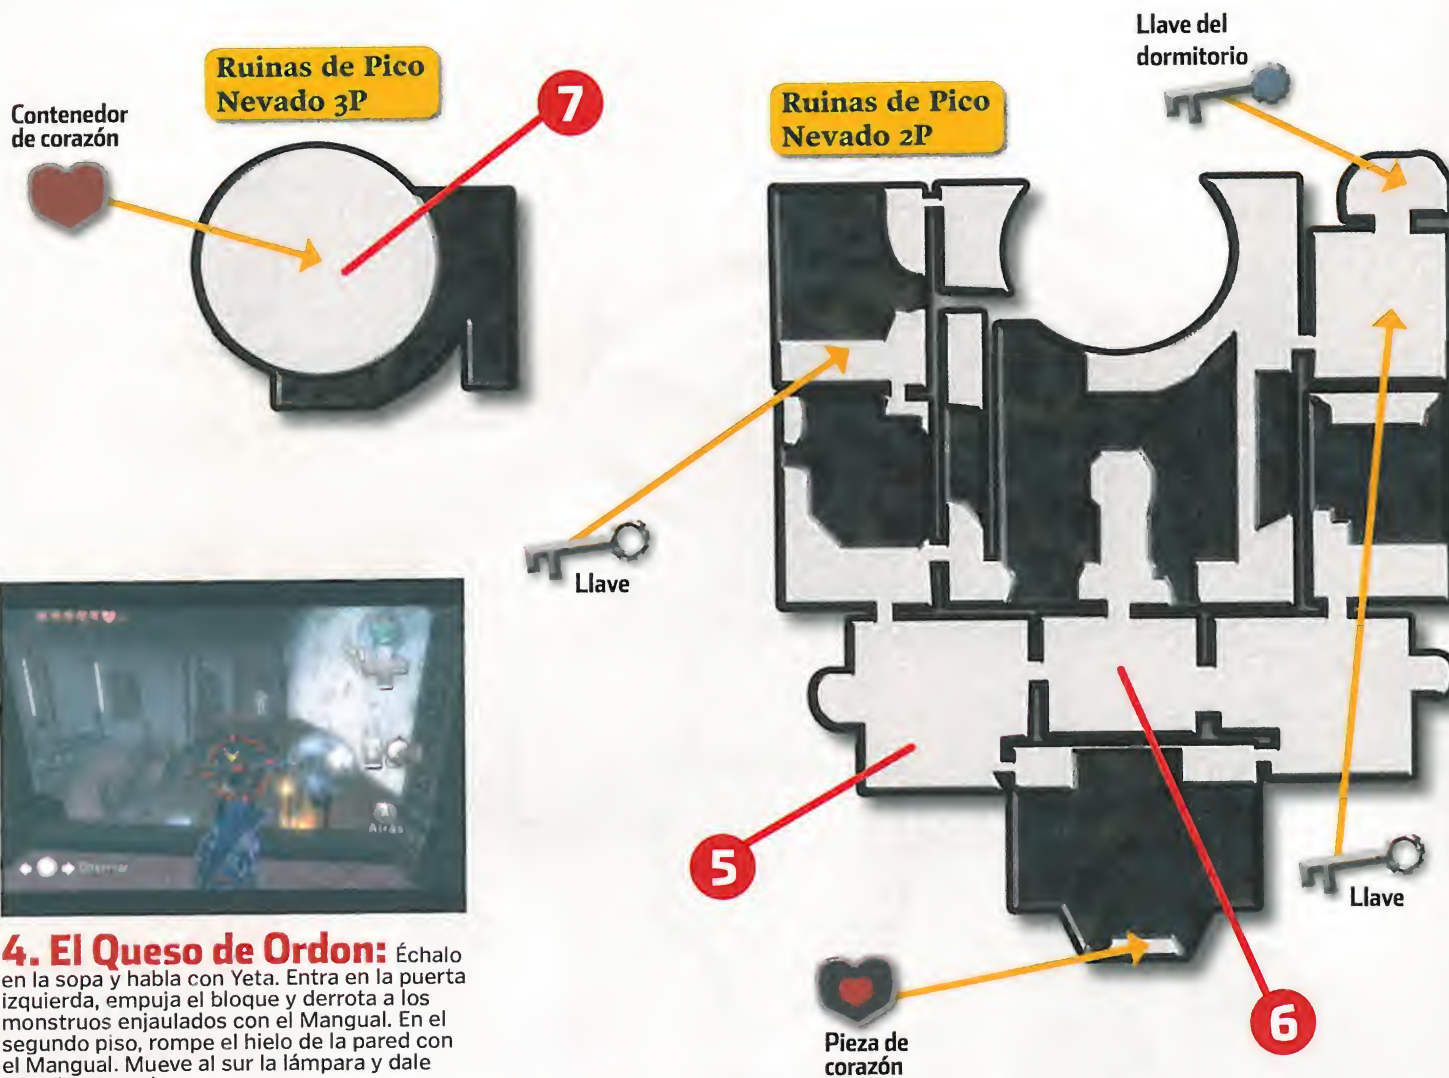 Contenedor
de corazón
Ruinas de Pico
Nevado 3P
7
Ruinas de Pico
Nevado 2P
Llave del
dormitorio
Llave
5
6
Llave
Pieza de
corazón
Atrás
4. El Queso de Ordon: Échalo
en la sopa y habla con Yeta. Entra en la puerta
izquierda, empuja el bloque y derrota a los
monstruos enjaulados con el Mangual. En el
segundo piso, rompe el hielo de la pared con
el Mangual. Mueve al sur la lámpara y dale